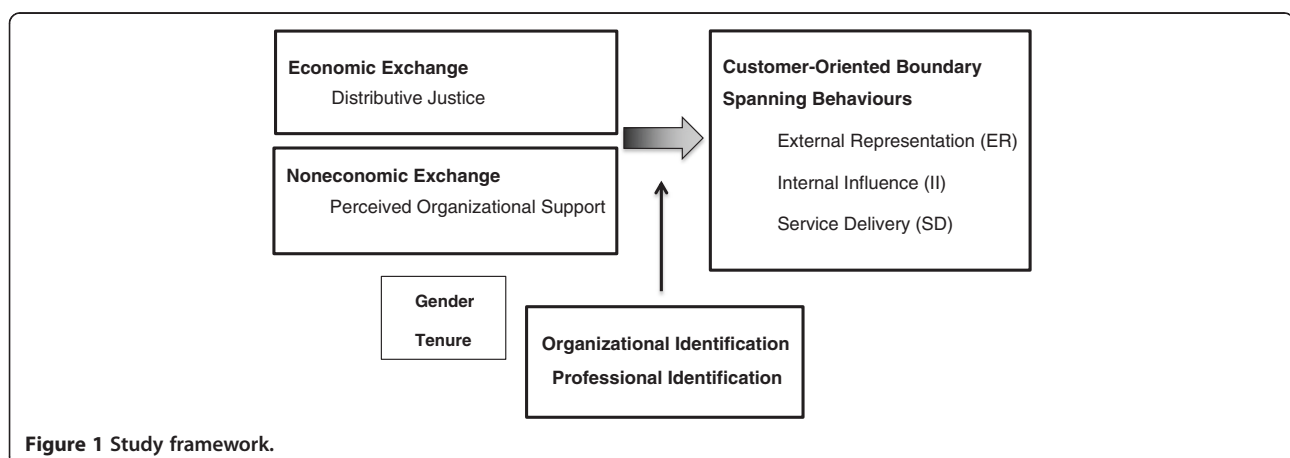 Economic Exchange
Distributive Justice
Noneconomic Exchange
Perceived Organizational Support
Customer-Oriented Boundary
Spanning Behaviours
External Representation (ER)
Internal Influence (II)
Service Delivery (SD)
Gender
Tenure
Organizational Identification
Professional Identification
Figure 1 Study framework.